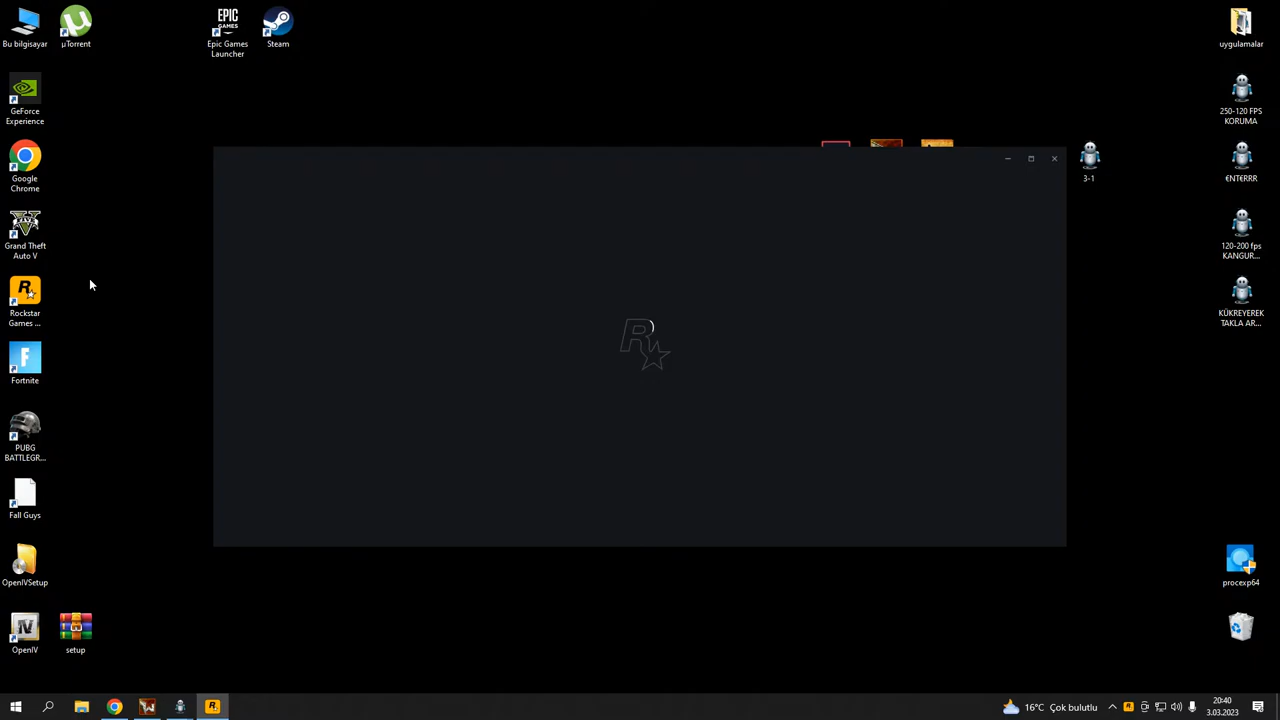 Bu bilgisayar
µTorrent
EPIC
GAMES
Epic Games
Launcher
Steam
uygulamalar
GeForce
Experience
250-120 FPS
KORUMA
Google
Chrome
3-1
€NT€RRR
Grand Theft
Auto V
120-200 fps
KANGUR...
Rockstar
Games ...
KÜKREYEREK
TAKLA AR...
Fortnite
PUBG
BATTLEGR...
Fall Guys
OpenIVSetup
procexp64
OpenIV
setup
16°C Çok bulutlu
20:40
3.03.2023